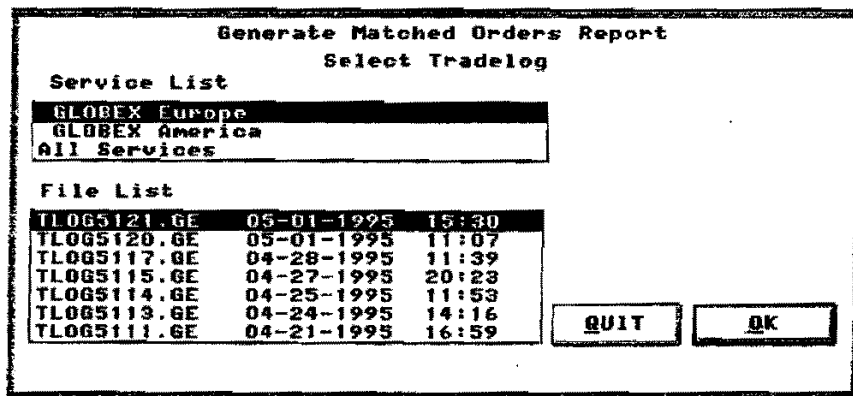 Generate Matched Orders Report
Select Tradelog
Service List
GLOBEX Europe
GLOBEX America
All Services
File List
TLOG5121.GE 05-01-1995 15:30
TLOG5120.GE 05-01-1995 11:07
TLOG5117.GE 04-28-1995 11:39
TLOG5115.GE 04-27-1995 20:23
TLOG5114.GE 04-25-1995 11:53
TLOG5113.GE 04-24-1995 14:16
TLOG5111.GE 04-21-1995 16:59
QUIT OK